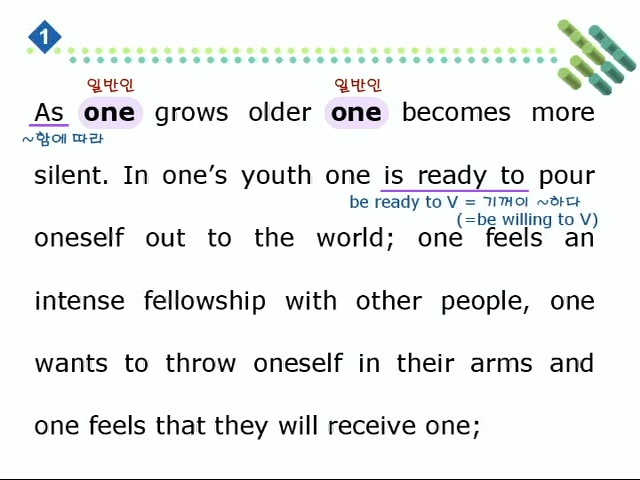 1
일반인 일반인
As one grows older one becomes more
~함에 따라
silent. In one’s youth one is ready to pour
be ready to V = 기꺼이 ~하다
(=be willing to V)
oneself out to the world; one feels an
intense fellowship with other people, one
wants to throw oneself in their arms and
one feels that they will receive one;